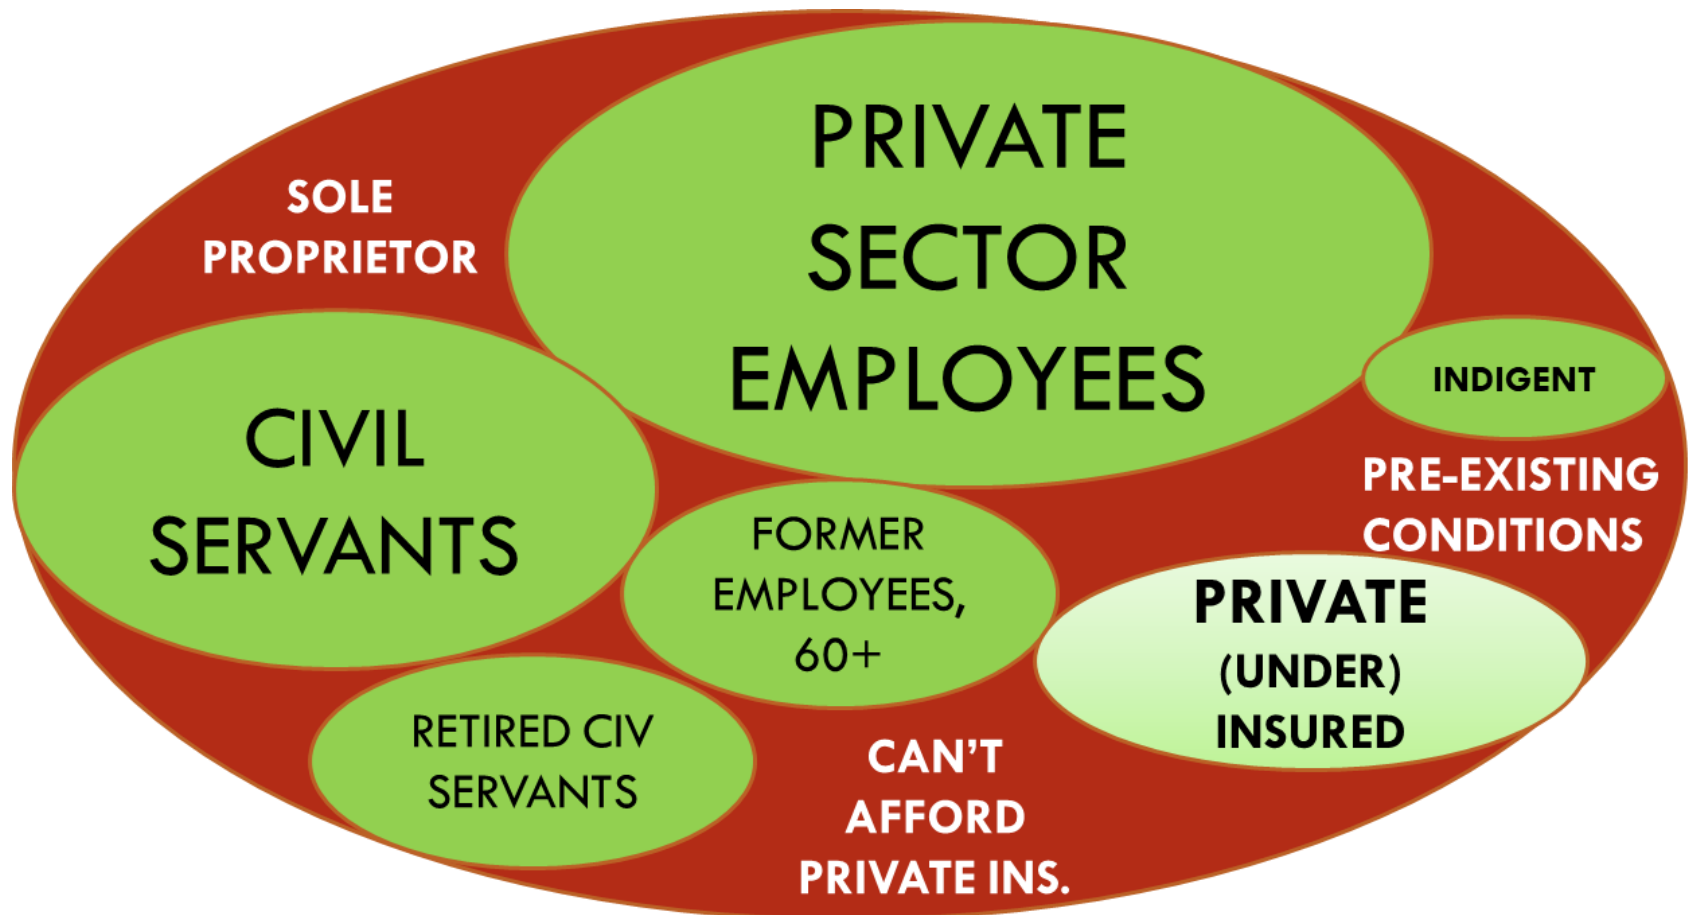 PRIVATE
SECTOR
EMPLOYEES
SOLE
PROPRIETOR
CIVIL
SERVANTS
INDIGENT
PRE-EXISTING
CONDITIONS
FORMER
EMPLOYEES,
60+
PRIVATE
(UNDER)
INSURED
RETIRED CIV
SERVANTS
CAN’T
AFFORD
PRIVATE INS.